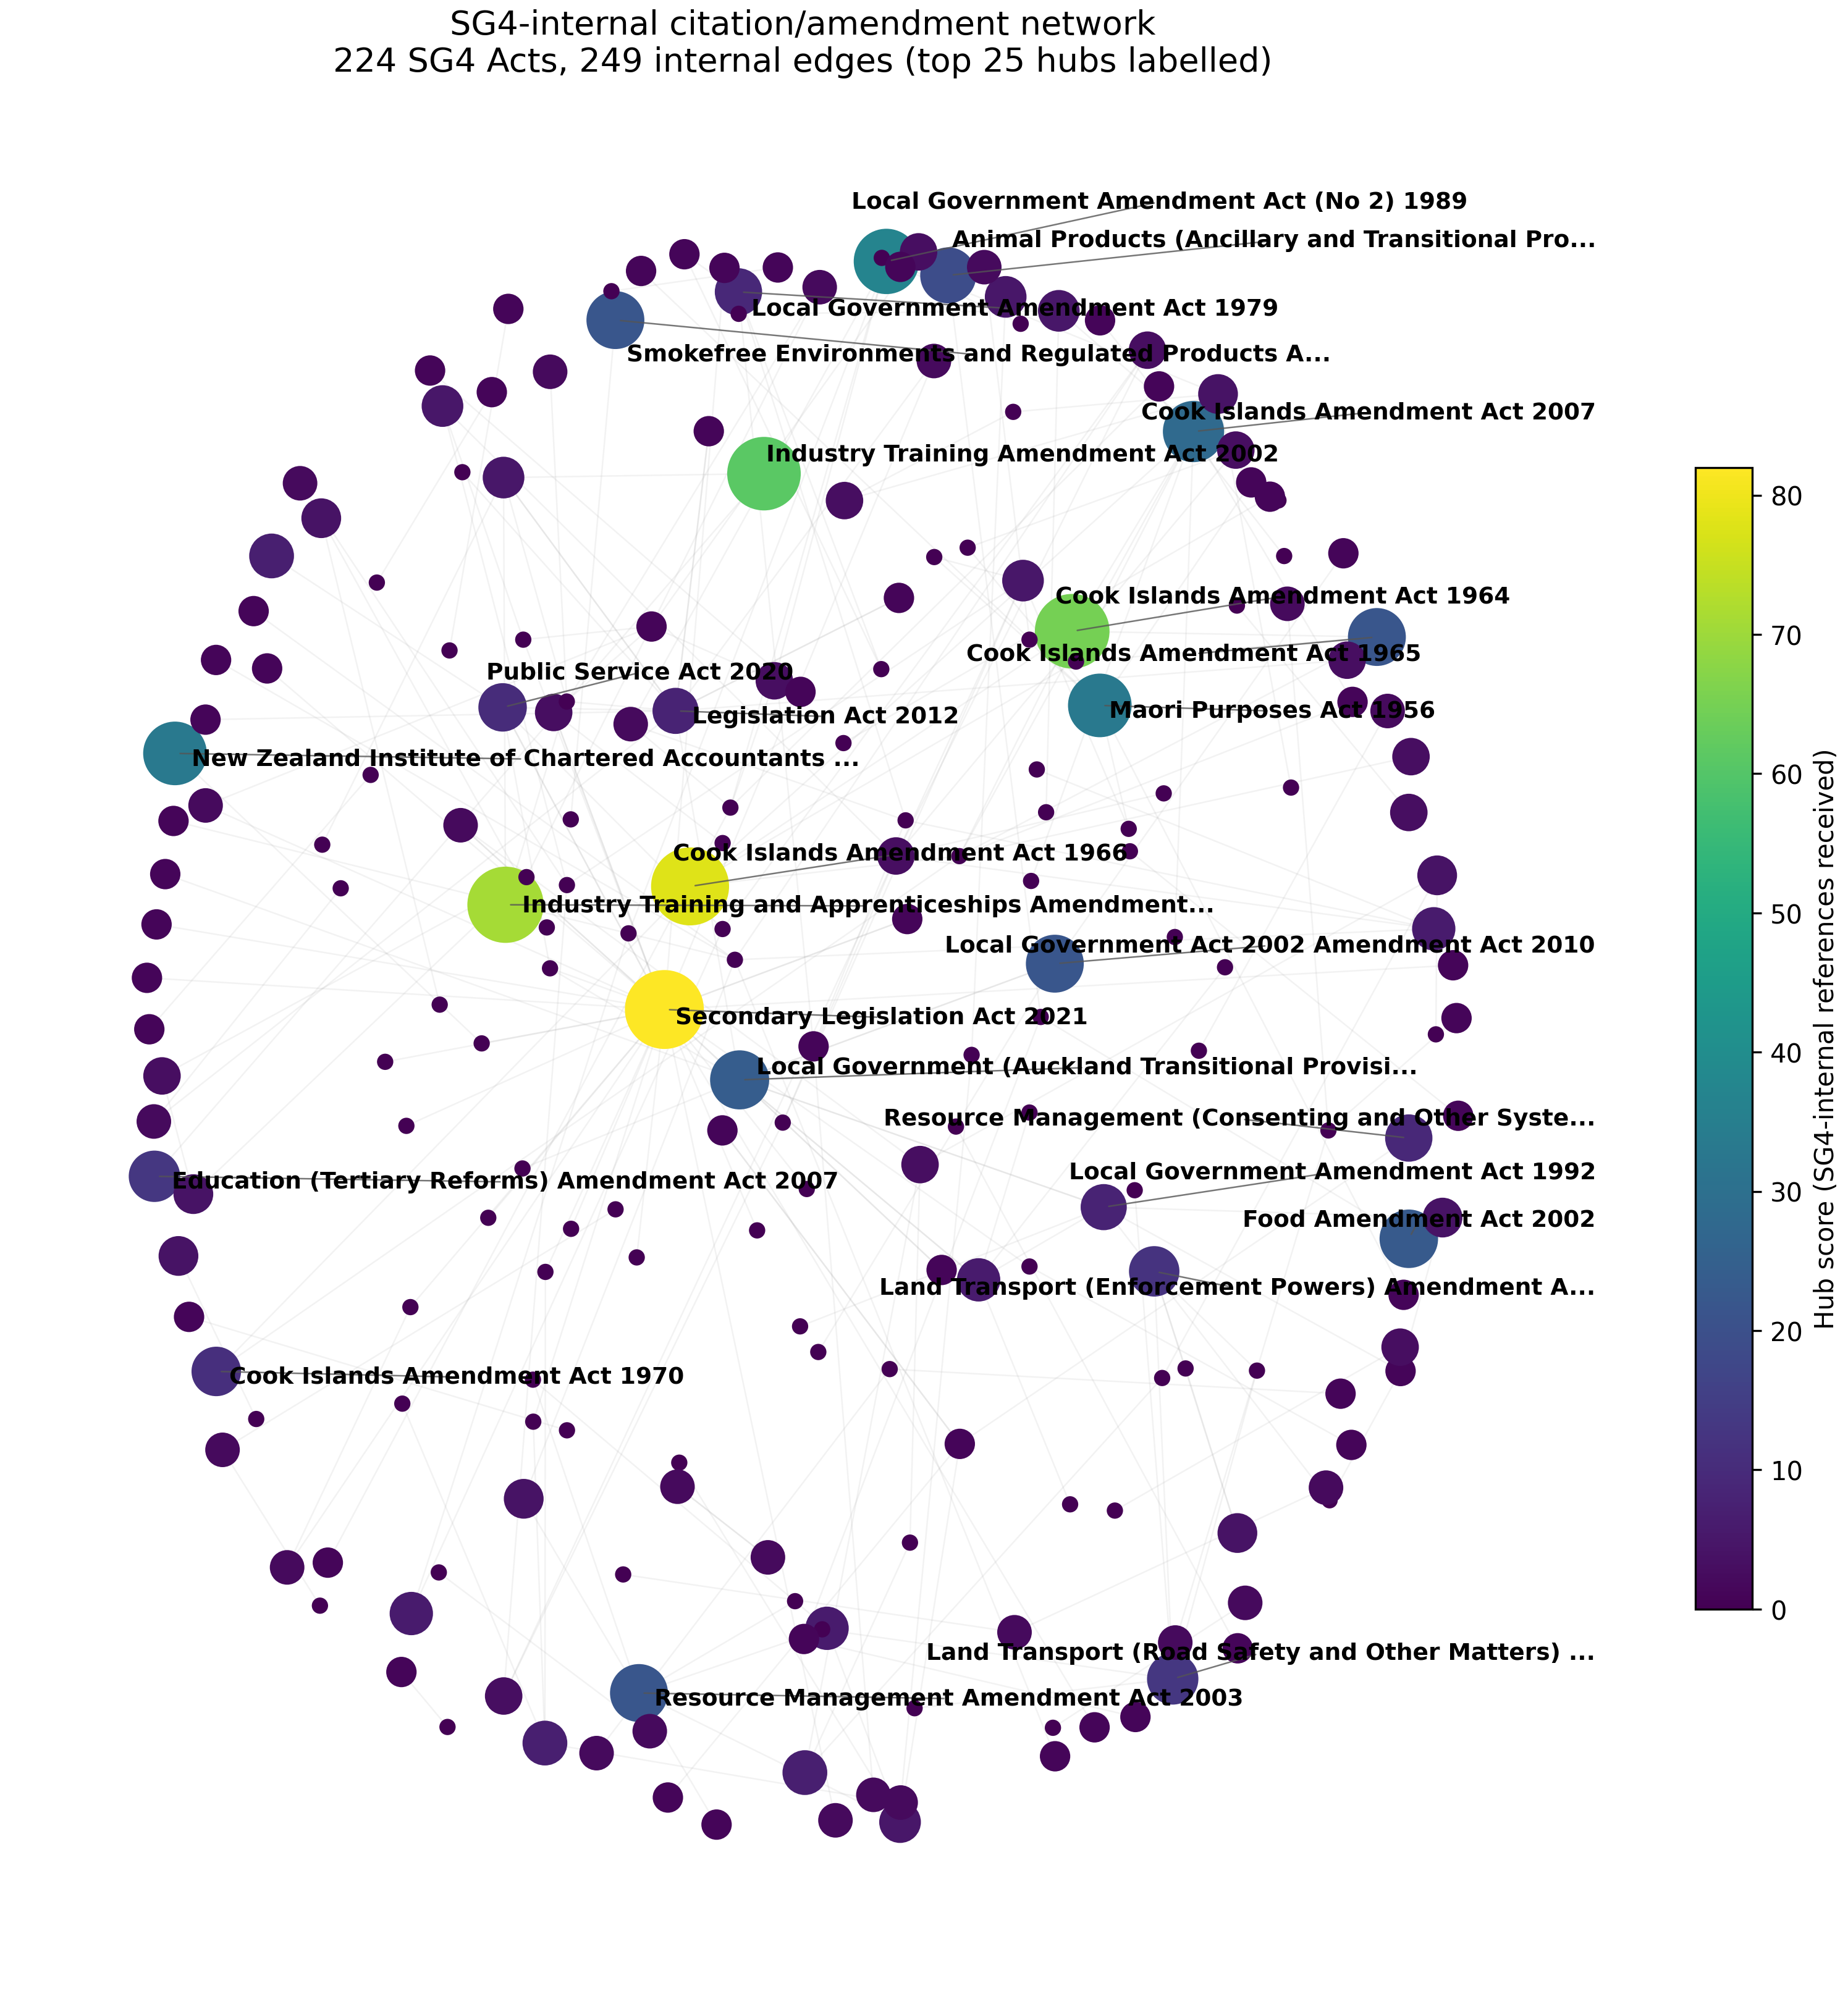 SG4-internal citation/amendment network
224 SG4 Acts, 249 internal edges (top 25 hubs labelled)
Local Government Amendment Act (No 2) 1989
Animal Products (Ancillary and Transitional Pro...
Local Government Amendment Act 1979
Smokefree Environments and Regulated Products A...
Cook Islands Amendment Act 2007
Industry Training Amendment Act 2002
Cook Islands Amendment Act 1964
Cook Islands Amendment Act 1965
Public Service Act 2020
Maori Purposes Act 1956
Legislation Act 2012
New Zealand Institute of Chartered Accountants ...
Cook Islands Amendment Act 1966
Industry Training and Apprenticeships Amendment...
Local Government Act 2002 Amendment Act 2010
Secondary Legislation Act 2021
Local Government (Auckland Transitional Provisi...
Resource Management (Consenting and Other Syste...
Local Government Amendment Act 1992
Education (Tertiary Reforms) Amendment Act 2007
Food Amendment Act 2002
Land Transport (Enforcement Powers) Amendment A...
Cook Islands Amendment Act 1970
Land Transport (Road Safety and Other Matters) ...
Resource Management Amendment Act 2003
80
70
60
50
40
30
20
10
0
Hub score (SG4-internal references received)